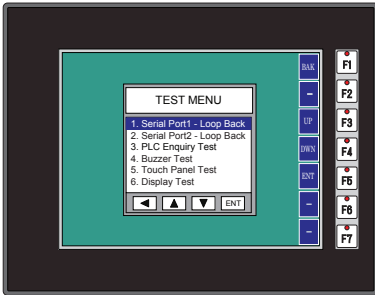 TEST MENU
1. Serial Port1 - Loop Back
2. Serial Port2 - Loop Back
3. PLC Enquiry Test
4. Buzzer Test
5. Touch Panel Test
6. Display Test
ENT
BAK
-
UP
DWN
ENT
-
-
F1
F2
F3
F4
F5
F6
F7